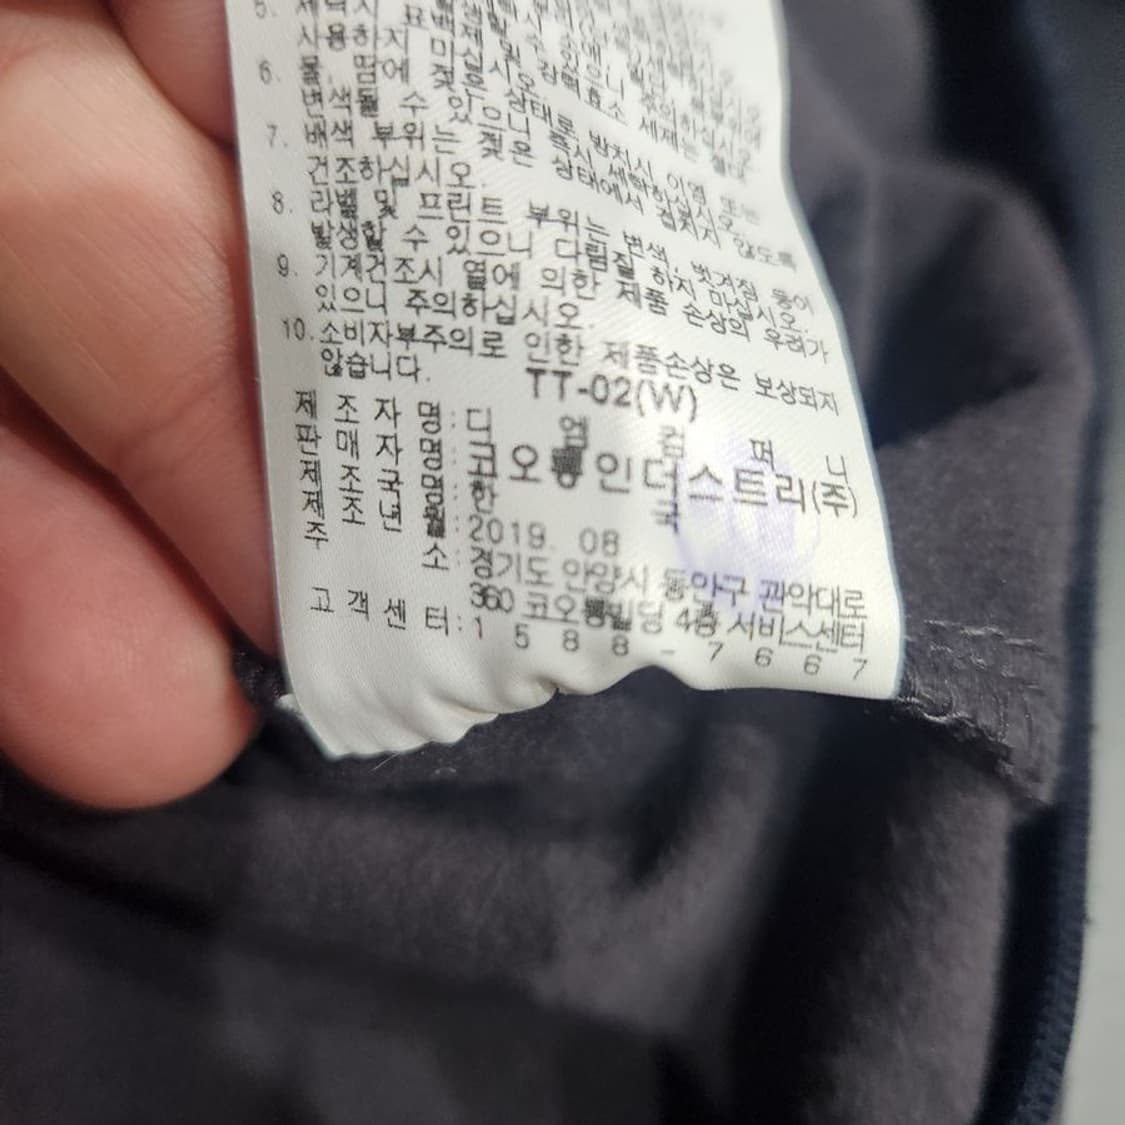 5.
사용하지 마십시오.
6. 물, 땀에 젖은 상태로 방치시 이염 또는
변색될 수 있으니 즉시 세탁하십시오.
7. 배색 부위는 젖은 상태에서 겹치지 않도록
건조하십시오.
8. 라벨 및 프린트 부위는 변색, 벗겨짐 등이
발생할 수 있으니 다림질 하지 마십시오.
9. 기계건조시 열에 의한 제품 손상의 우려가
있으니 주의하십시오.
10. 소비자부주의로 인한 제품손상은 보상되지
않습니다.
TT-02(W)
제 조 자 명 : 디 엠 컴 퍼 니
판 매 자 명 : 코오롱인더스트리(주)
제 조 국 명 : 한 국
제 조 년 월 : 2019. 08
주 소 : 경기도 안양시 동안구 관악대로
360 코오롱빌딩 4층 서비스센터
고 객 센 터 : 1 5 8 8 - 7 6 6 7